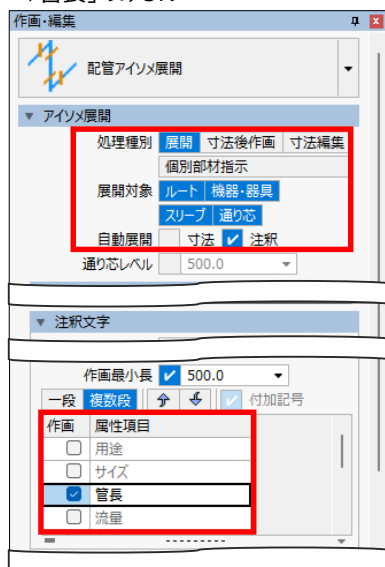 作画・編集
配管アイソメ展開
アイソメ展開
処理種別 展開 寸法後作画 寸法編集
個別部材指示
展開対象 ルート 機器・器具
スリーブ 通り芯
自動展開 寸法 注釈
通り芯レベル 500.0
注釈文字
作画最小長 500.0
一段 複数段 付加記号
作画 属性項目
用途
サイズ
管長
流量